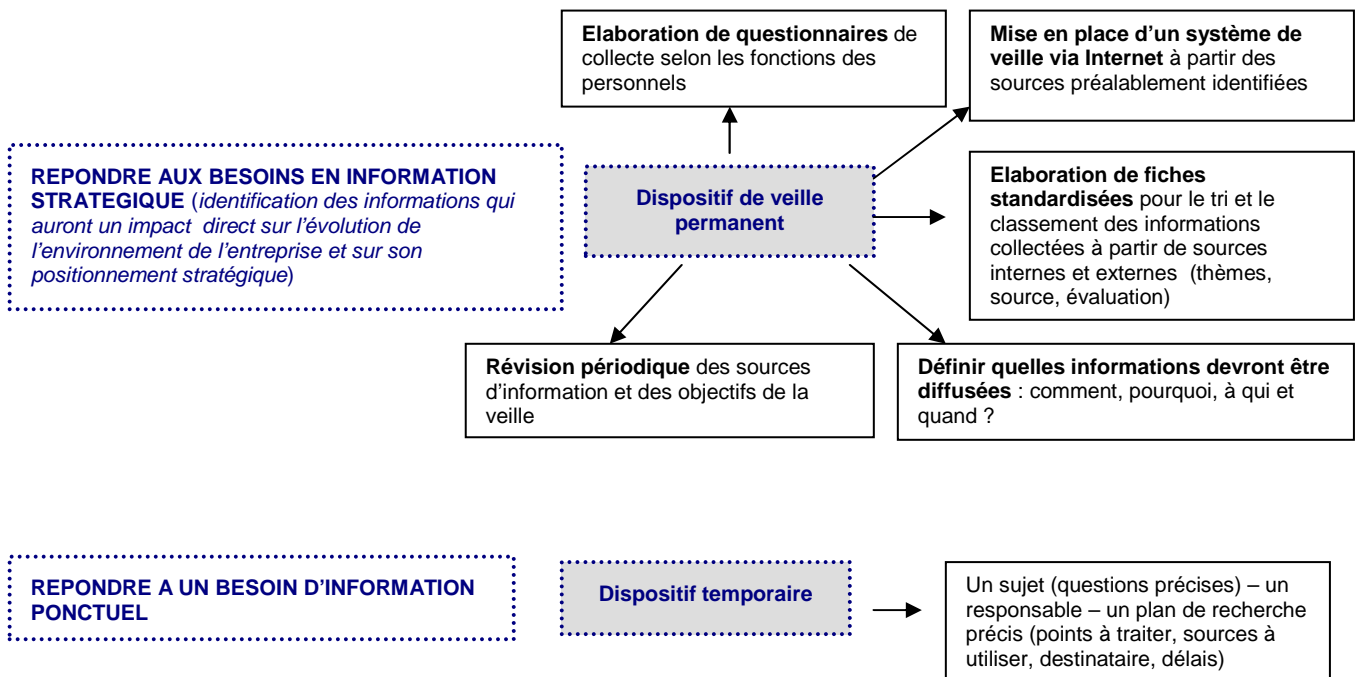 Elaboration de questionnaires de
collecte selon les fonctions des
personnels
Mise en place d’un système de
veille via Internet à partir des
sources préalablement identifiées
REPONDRE AUX BESOINS EN INFORMATION
STRATEGIQUE (identification des informations qui
auront un impact direct sur l’évolution de
l’environnement de l’entreprise et sur son
positionnement stratégique)
Dispositif de veille
permanent
Elaboration de fiches
standardisées pour le tri et le
classement des informations
collectées à partir de sources
internes et externes (thèmes,
source, évaluation)
Révision périodique des sources
d’information et des objectifs de la
veille
Définir quelles informations devront être
diffusées : comment, pourquoi, à qui et
quand ?
REPONDRE A UN BESOIN D’INFORMATION
PONCTUEL
Dispositif temporaire
Un sujet (questions précises) – un
responsable – un plan de recherche
précis (points à traiter, sources à
utiliser, destinataire, délais)